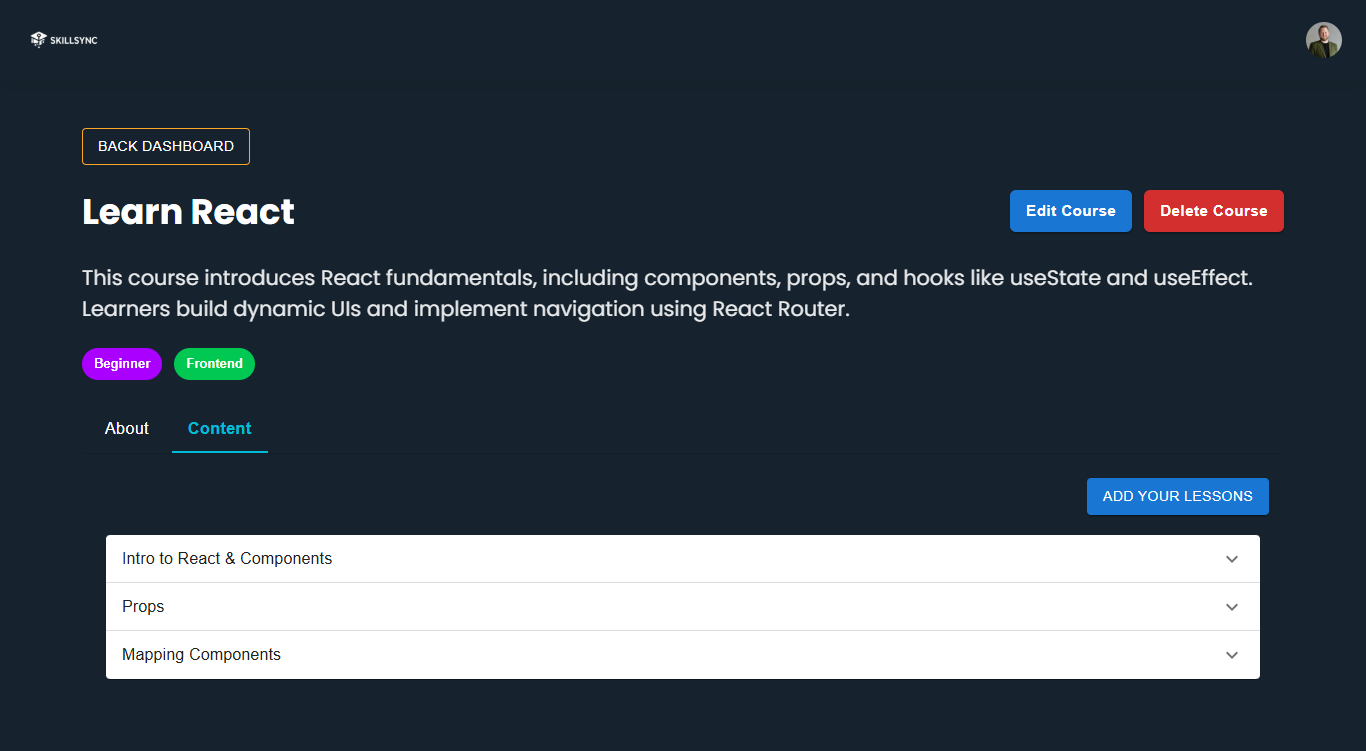 SKILLSYNC
BACK DASHBOARD
Learn React
Edit Course
Delete Course
This course introduces React fundamentals, including components, props, and hooks like useState and useEffect.
Learners build dynamic UIs and implement navigation using React Router.
Beginner
Frontend
About
Content
ADD YOUR LESSONS
Intro to React & Components
Props
Mapping Components